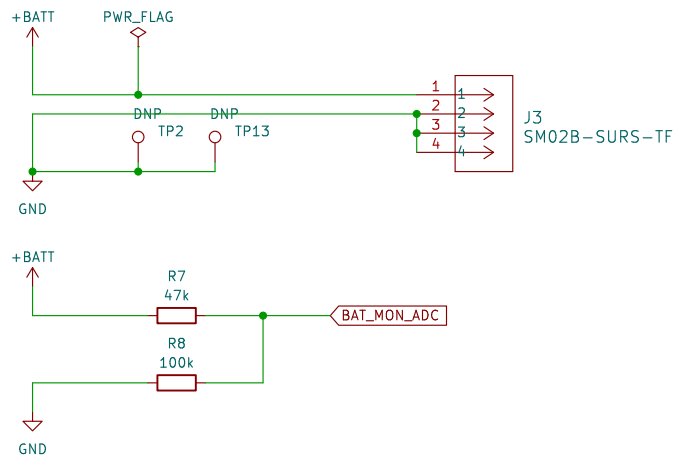 +BATT
PWR_FLAG
1 1
2 2
3 3
4 4
J3
SM02B-SURS-TF
DNP
TP2
DNP
TP13
GND
+BATT
R7
47k
BAT_MON_ADC
R8
100k
GND